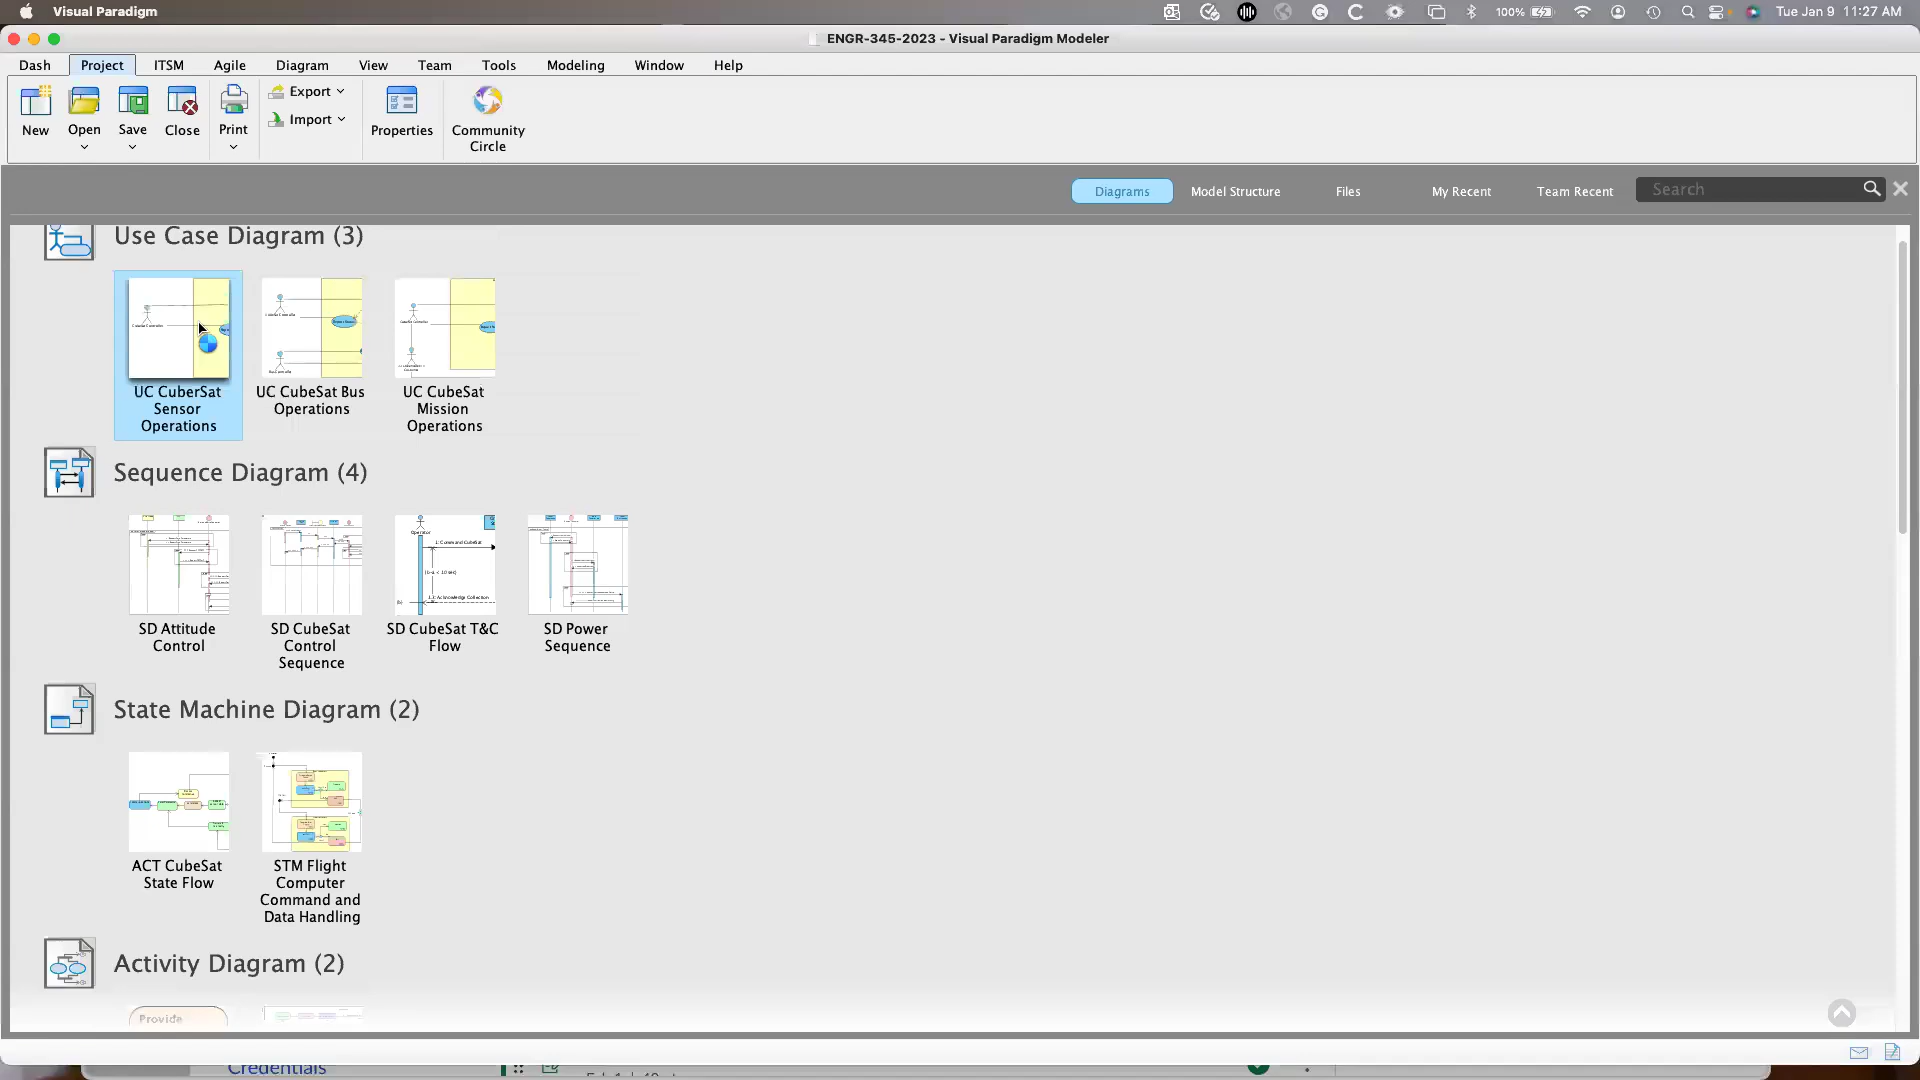 Visual Paradigm
100%
Tue Jan 9 11:27 AM
ENGR-345-2023 - Visual Paradigm Modeler
Dash Project ITSM Agile Diagram View Team Tools Modeling Window Help
New
Open
Save
Close
Print
Export
Import
Properties
Community
Circle
Diagrams Model Structure Files My Recent Team Recent Search
Use Case Diagram (3)
UC CuberSat
Sensor
Operations
UC CubeSat Bus
Operations
UC CubeSat
Mission
Operations
Sequence Diagram (4)
Operator
1: Command CubeSat
SD Attitude
Control
SD CubeSat
Control
Sequence
SD CubeSat T&C
Flow
SD Power
Sequence
State Machine Diagram (2)
ACT CubeSat
State Flow
STM Flight
Computer
Command and
Data Handling
Activity Diagram (2)
Provide
Credentials